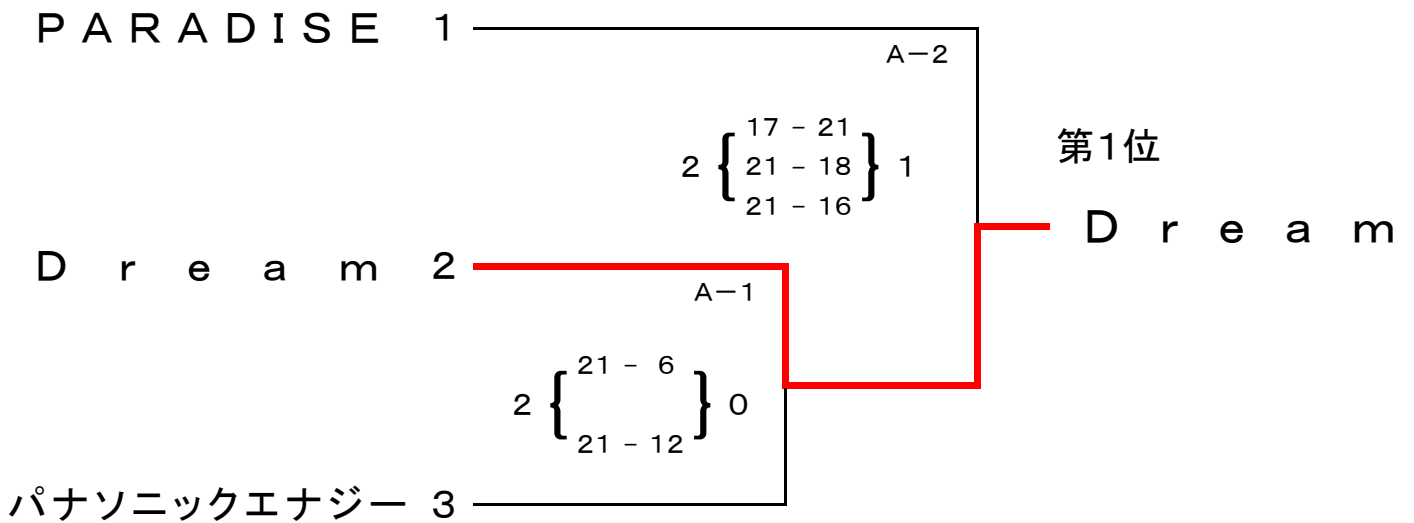 PARADISE 1
A－2
17 － 21
2 { 21 － 18 } 1
21 － 16
第1位
Dream
Dream 2
A－1
21 － 6
2 { } 0
21 － 12
パナソニックエナジー 3